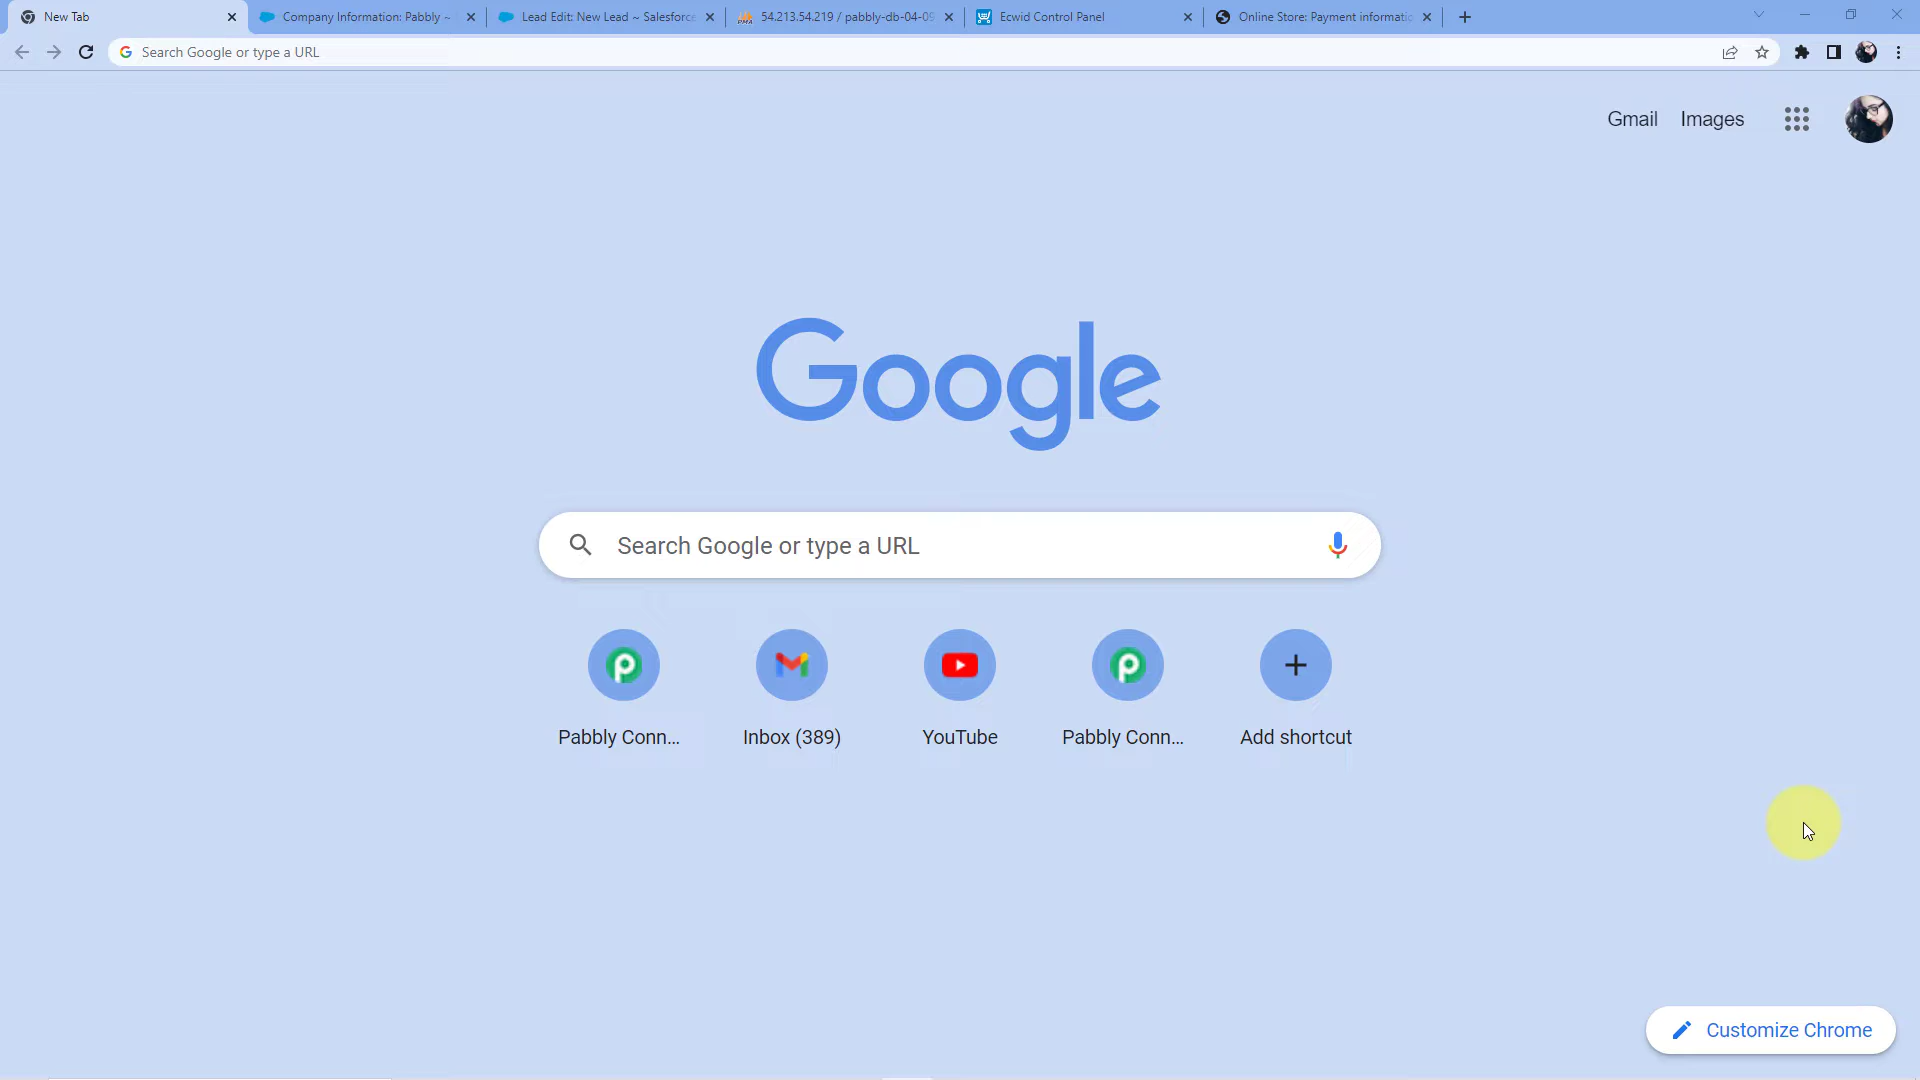 New Tab
Company Information: Pabbly ~
Lead Edit: New Lead ~ Salesforce
54.213.54.219 / pabbly-db-04-09
Ecwid Control Panel
Online Store: Payment informatic
Search Google or type a URL
Gmail
Images
Google
Search Google or type a URL
Pabbly Conn...
Inbox (389)
YouTube
Pabbly Conn...
Add shortcut
Customize Chrome